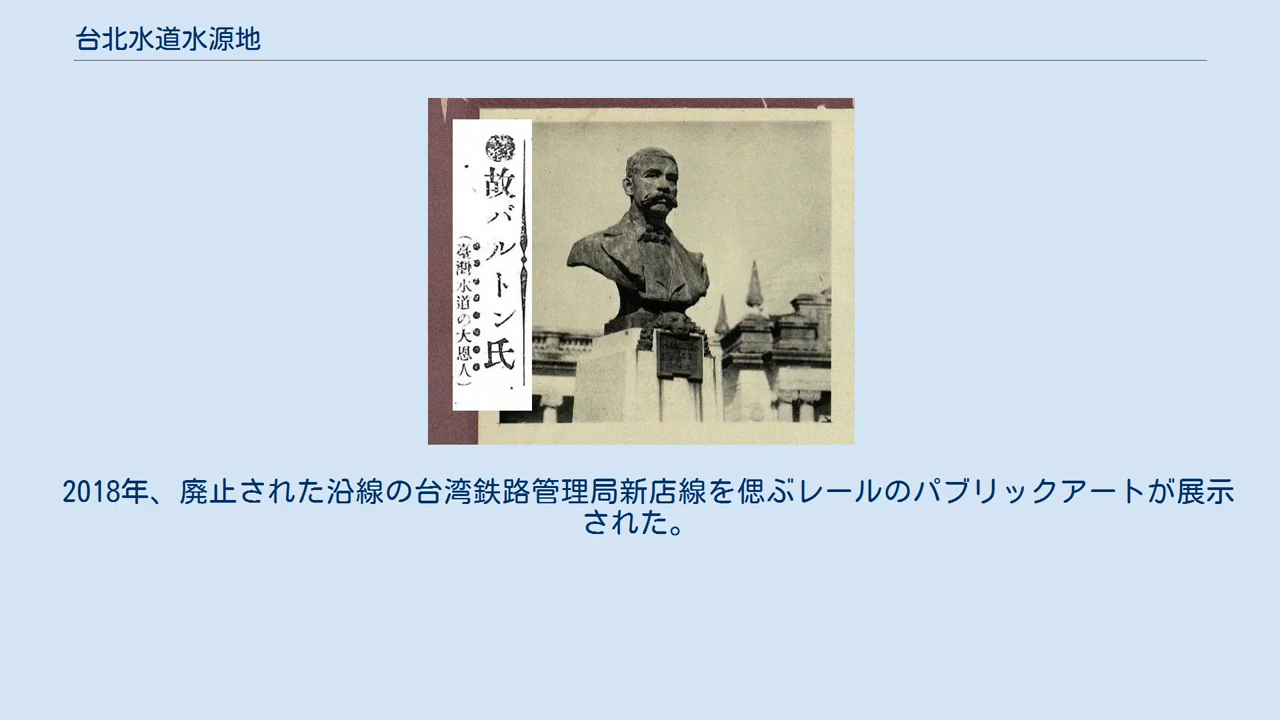 台北水道水源地
故バルトン氏
(臺灣水道の大恩人)
2018年、廃止された沿線の台湾鉄路管理局新店線を偲ぶレールのパブリックアートが展示
された。